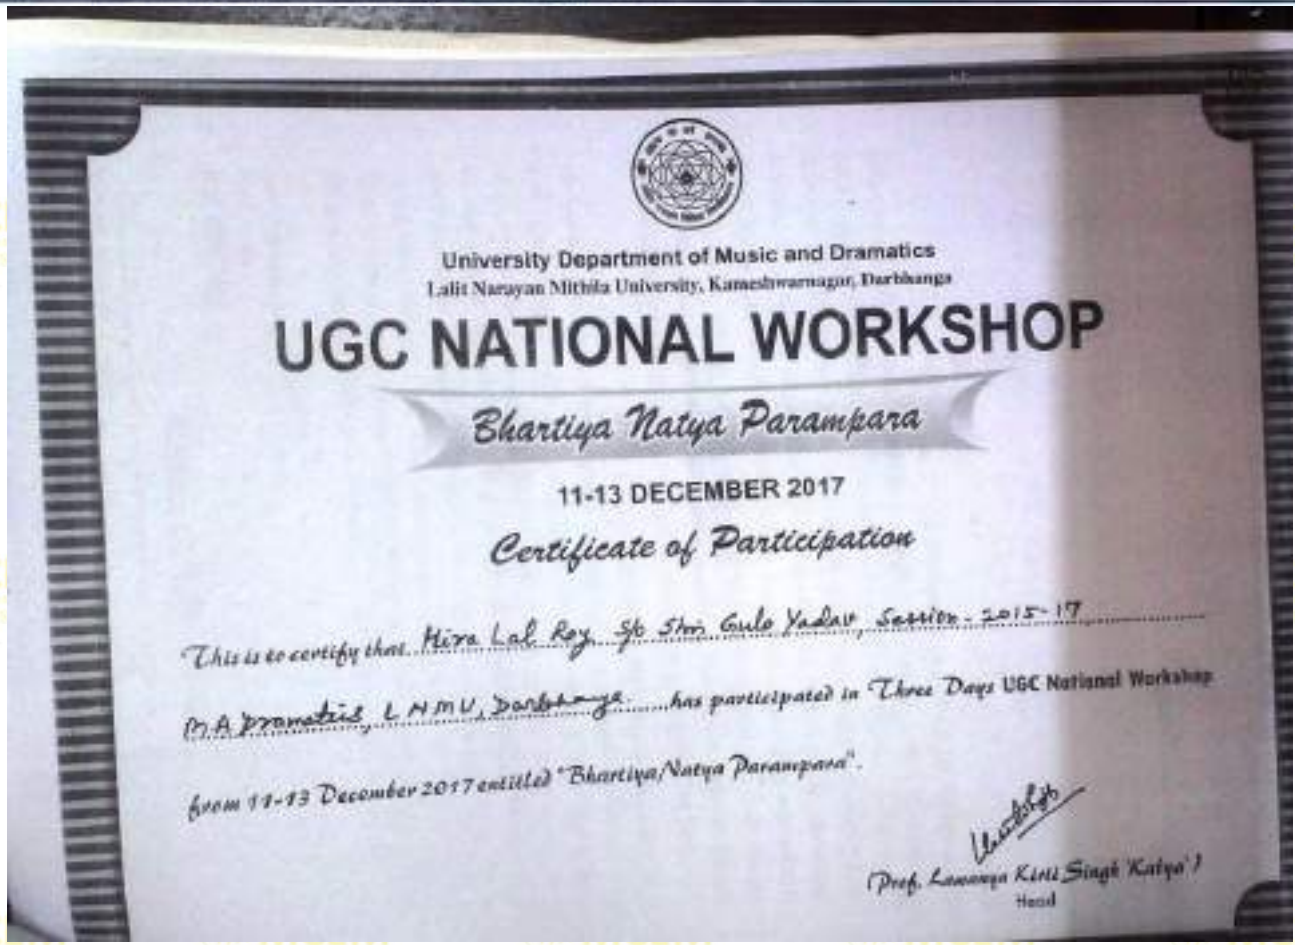 University Department of Music and Dramatics
Lalit Narayan Mithila University, Kameshwarnagar, Darbhanga
UGC NATIONAL WORKSHOP
Bhartiya Natya Parampara
11-13 DECEMBER 2017
Certificate of Participation
This is to certify that Hira Lal Roy S/o Shri Gulo Yadav, Session - 2015-17
M A Dramatics, L N M U, Darbhanga has participated in Three Days UGC National Workshop
from 11-13 December 2017 entitled "Bhartiya Natya Parampara".
(Prof. Lawanya Kirti Singh 'Kabya')
Head